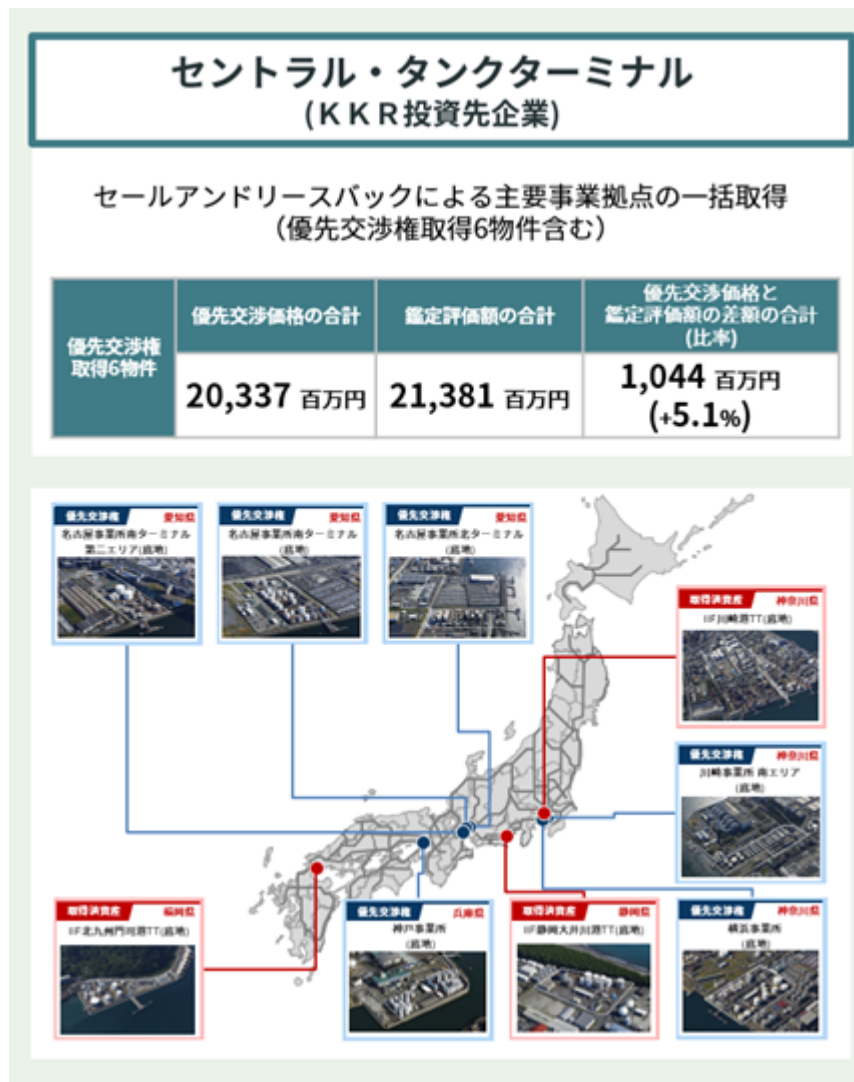 セントラル・タンクターミナル
(ＫＫＲ投資先企業)
セールアンドリースバックによる主要事業拠点の一括取得
（優先交渉権取得6物件含む）
優先交渉権
取得6物件
優先交渉価格の合計
鑑定評価額の合計
優先交渉価格と
鑑定評価額の差額の合計
(比率)
20,337 百万円
21,381 百万円
1,044 百万円
(+5.1%)
優先交渉権 愛知県
名古屋事業所南ターミナル
第二エリア(底地)
優先交渉権 愛知県
名古屋事業所南ターミナル
(底地)
優先交渉権 愛知県
名古屋事業所北ターミナル
(底地)
取得済資産 神奈川県
IIF川崎港TT(底地)
優先交渉権 神奈川県
川崎事業所 南エリア
(底地)
取得済資産 福岡県
IIF北九州門司港TT(底地)
優先交渉権 兵庫県
神戸事業所
(底地)
取得済資産 静岡県
IIF静岡大井川港TT(底地)
優先交渉権 神奈川県
横浜事業所
(底地)